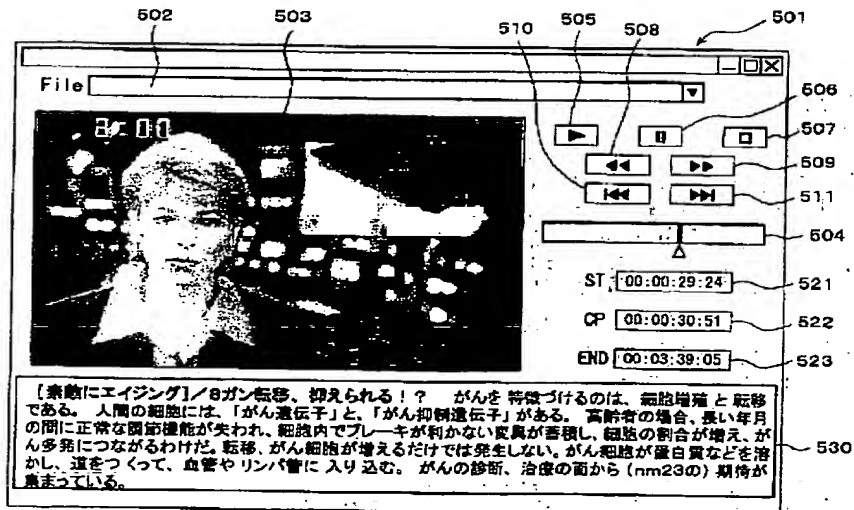 501
502
503
510
505
508
File
506
507
509
511
504
ST 00:00:29:24
521
CP 00:00:30:51
522
END 00:03:39:05
523
[素敵にエイジング]／8ガン転移、抑えられる！？ がんを 特徴づけるのは、細胞増殖 と 転移
である。 人間の細胞には、「がん遺伝子」と、「がん抑制遺伝子」がある。 高齢者の場合、長い年月
の間に正常な調節機能が失われ、細胞内でブレーキが利かない変異が蓄積し、細胞の割合が増え、が
ん多発につながるわけだ。転移、がん細胞が増えるだけでは発生しない。がん細胞が蛋白質などを溶
かし、道をつくって、血管や リンパ管に 入り 込む。 がんの診断、治療の面から（nm23の）期待が
集まっている。
530